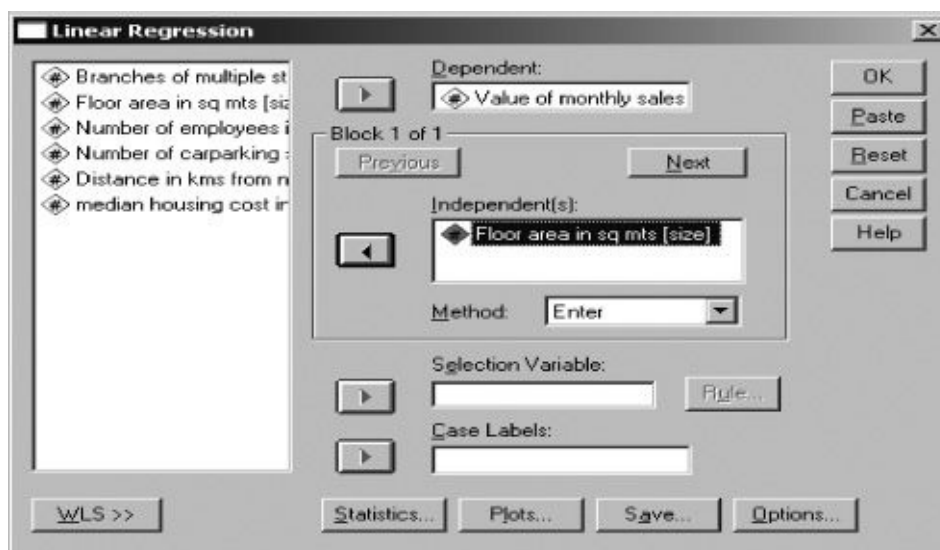 Linear Regression
Branches of multiple st
Floor area in sq mts [siz
Number of employees i
Number of carparking s
Distance in kms from n
median housing cost in
WLS >>
Dependent:
Value of monthly sales
Block 1 of 1
Previous
Next
Independent(s):
Floor area in sq mts [size]
Method:
Enter
Selection Variable:
Rule...
Case Labels:
Statistics...
Plots...
Save...
Options...
OK
Paste
Reset
Cancel
Help